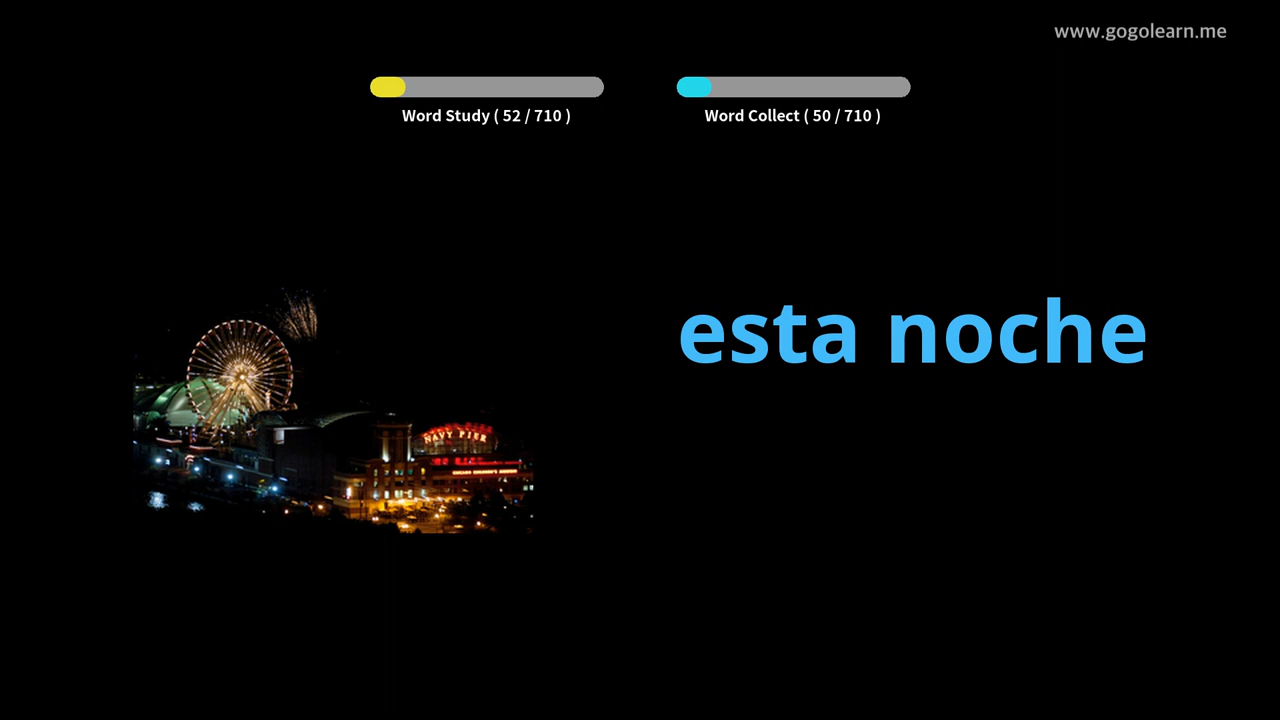 www.gogolearn.me
Word Study ( 52 / 710 )
Word Collect ( 50 / 710 )
esta noche
NAVY PIER